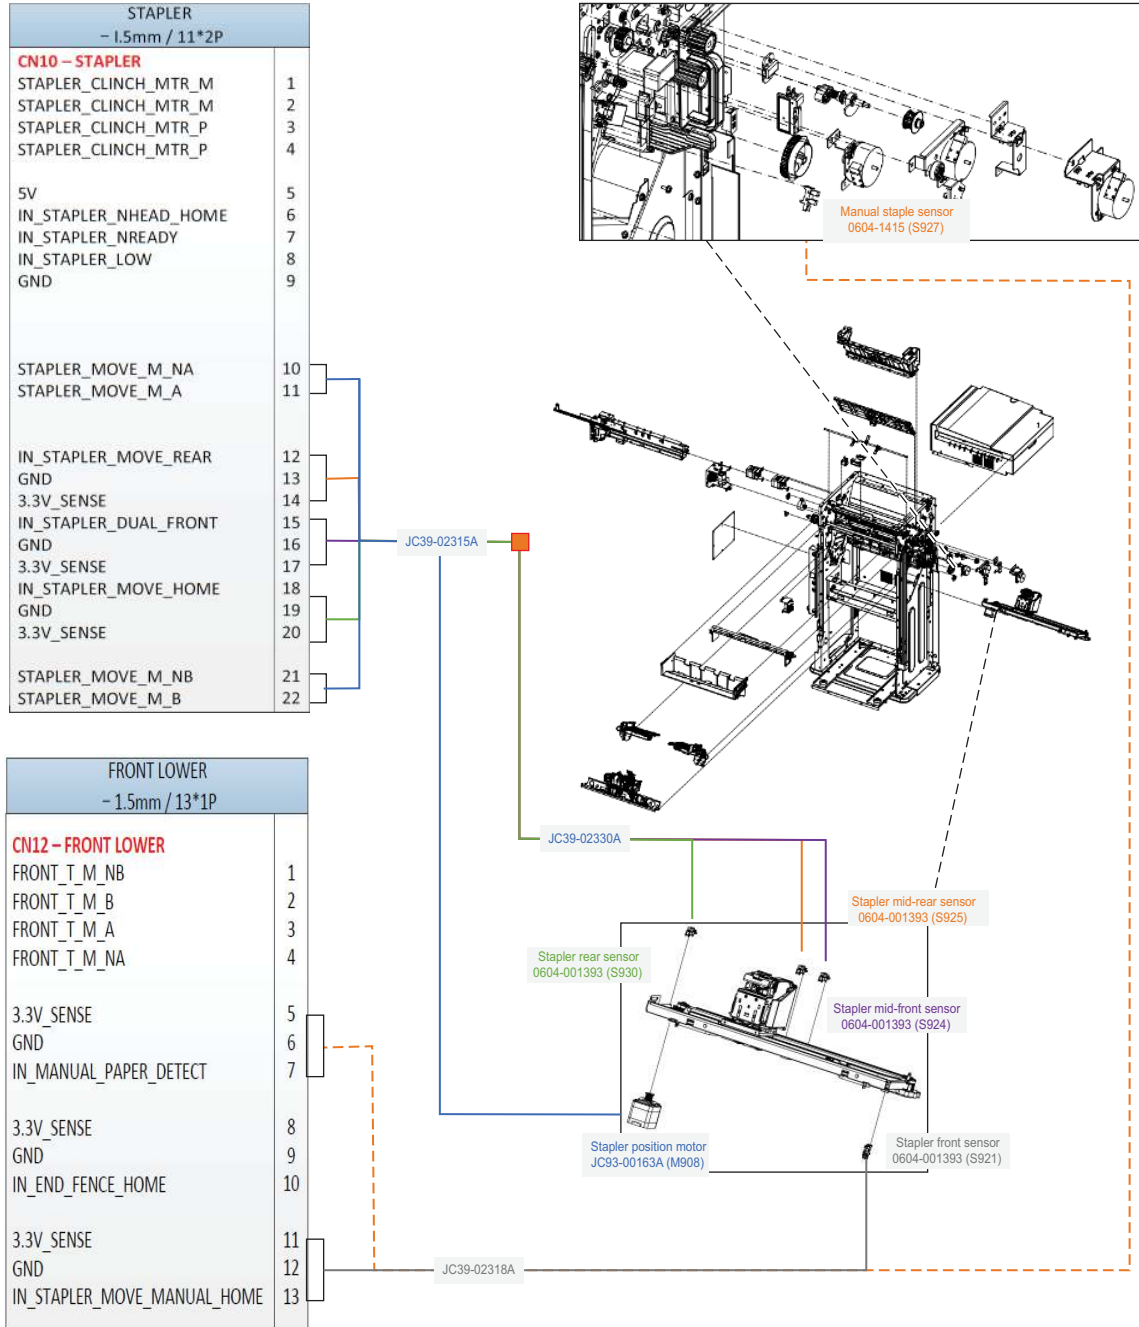 STAPLER
– I.5mm / 11*2P
CN10 – STAPLER
STAPLER_CLINCH_MTR_M 1
STAPLER_CLINCH_MTR_M 2
STAPLER_CLINCH_MTR_P 3
STAPLER_CLINCH_MTR_P 4
5V 5
IN_STAPLER_NHEAD_HOME 6
IN_STAPLER_NREADY 7
IN_STAPLER_LOW 8
GND 9
STAPLER_MOVE_M_NA 10
STAPLER_MOVE_M_A 11
IN_STAPLER_MOVE_REAR 12
GND 13
3.3V_SENSE 14
IN_STAPLER_DUAL_FRONT 15
GND 16
3.3V_SENSE 17
IN_STAPLER_MOVE_HOME 18
GND 19
3.3V_SENSE 20
STAPLER_MOVE_M_NB 21
STAPLER_MOVE_M_B 22
JC39-02315A
Manual staple sensor
0604-1415 (S927)
1
FRONT LOWER
– 1.5mm / 13*1P
CN12 – FRONT LOWER
FRONT_T_M_NB 1
FRONT_T_M_B 2
FRONT_T_M_A 3
FRONT_T_M_NA 4
3.3V_SENSE 5
GND 6
IN_MANUAL_PAPER_DETECT 7
3.3V_SENSE 8
GND 9
IN_END_FENCE_HOME 10
3.3V_SENSE 11
GND 12
IN_STAPLER_MOVE_MANUAL_HOME 13
JC39-02330A
Stapler mid-rear sensor
0604-001393 (S925)
Stapler rear sensor
0604-001393 (S930)
Stapler mid-front sensor
0604-001393 (S924)
Stapler position motor
JC93-00163A (M908)
Stapler front sensor
0604-001393 (S921)
JC39-02318A